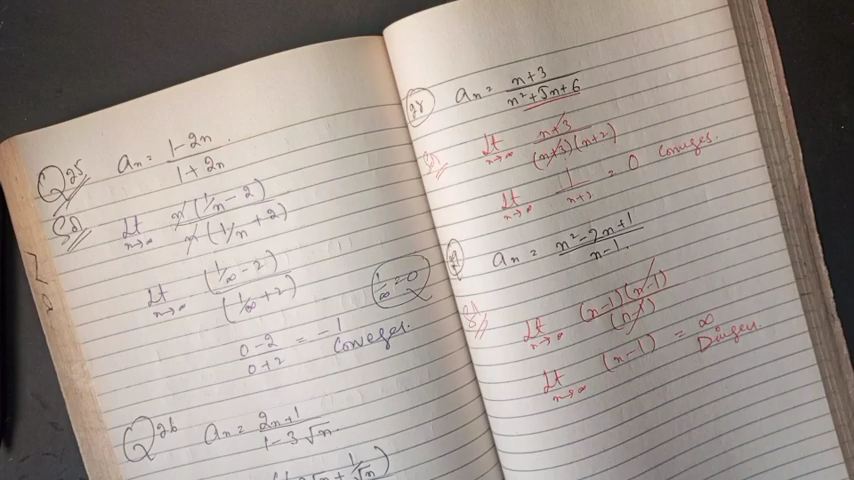 Q25 aₙ = (1-2n)/(1+2n).
Sol Lt n→∞ n(1/n - 2)/n(1/n + 2)
Lt n→∞ (1/∞ - 2)/(1/∞ + 2)
1/∞ = 0
(0-2)/(0+2) = -1
Converges.
Q26 aₙ = (2n+1)/(1-3√n).
aₙ = (n+3)/(n²+5n+6)
Sol Lt n→∞ (n+3)/(n+3)(n+2)
Lt n→∞ 1/(n+2) = 0 Conveges.
aₙ = (n²-2n+1)/(n-1).
Sol Lt n→∞ (n-1)(n-1)/(n-1)
Lt n→∞ (n-1) = ∞